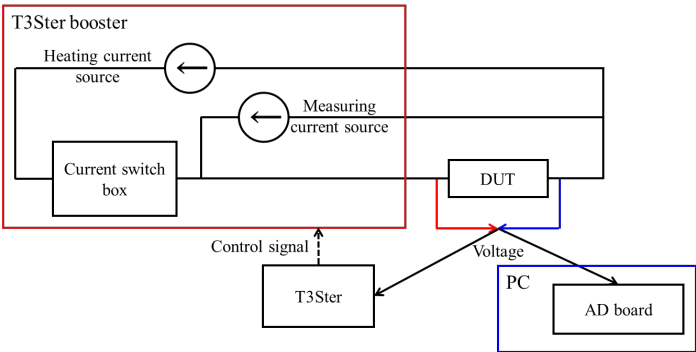 T3Ster booster
Heating current
source
Measuring
current source
Current switch
box
DUT
Control signal
Voltage
T3Ster
PC
AD board